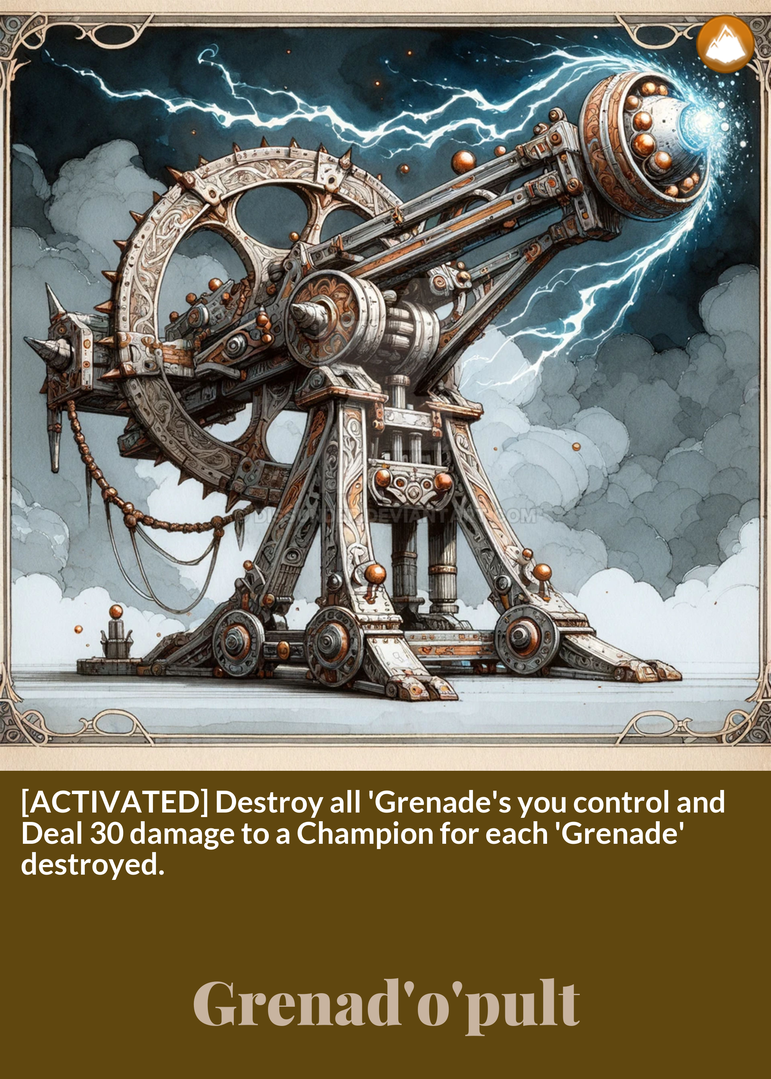 [ACTIVATED] Destroy all 'Grenade's you control and
Deal 30 damage to a Champion for each 'Grenade'
destroyed.
Grenad'o'pult